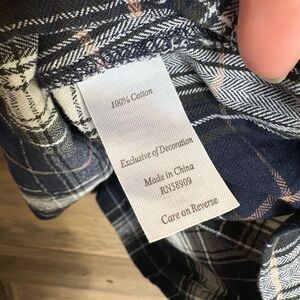 100% Cotton
Exclusive of Decoration
Made in China
RN58909
Care on Reverse